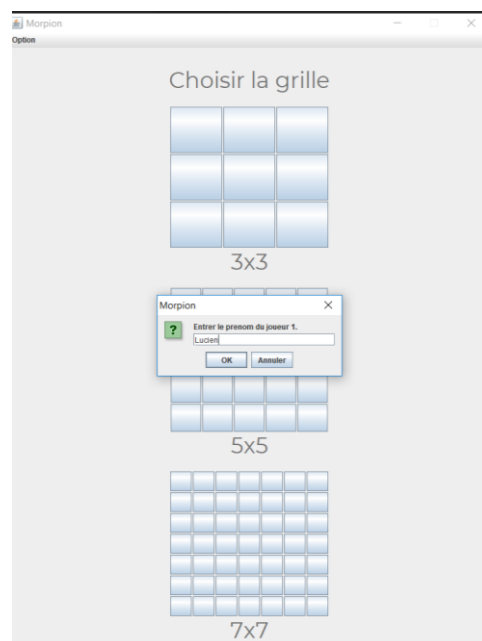 Morpion
Option
Choisir la grille
3x3
Morpion
?
Entrer le prenom du joueur 1.
Lucien
OK Annuler
5x5
7x7